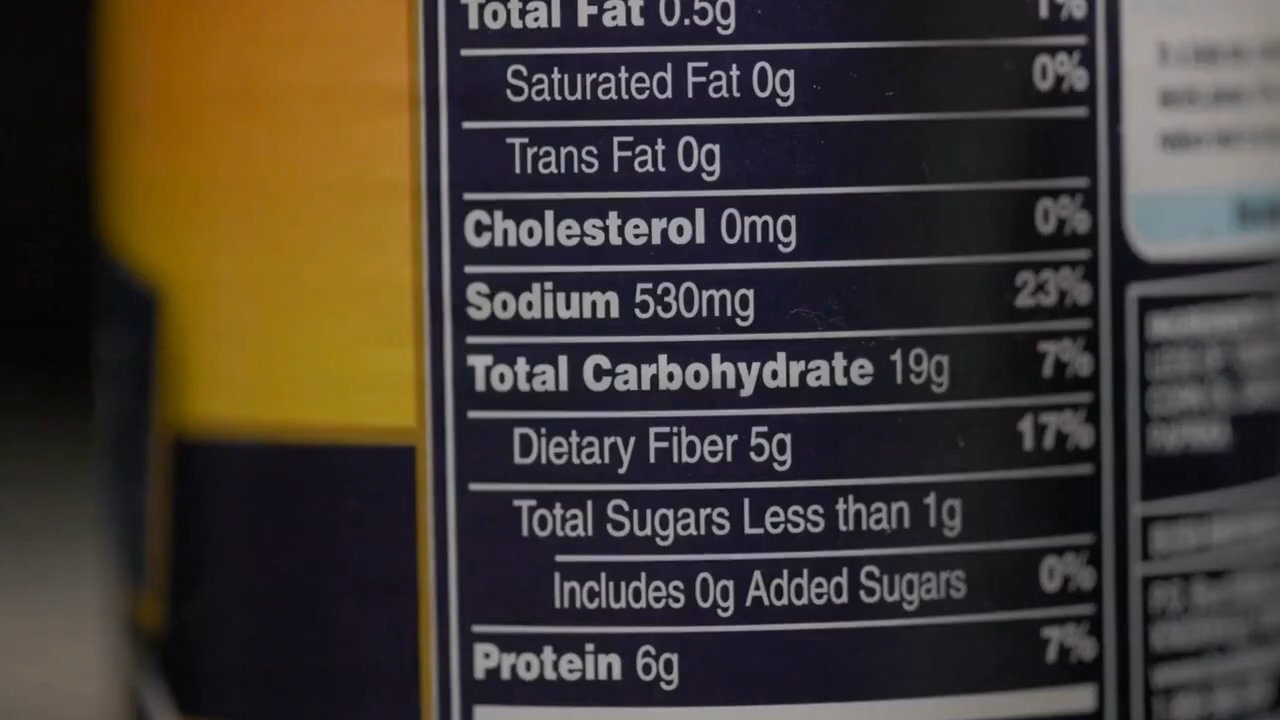 Total Fat 0.5g 1%
Saturated Fat 0g 0%
Trans Fat 0g
Cholesterol 0mg 0%
Sodium 530mg 23%
Total Carbohydrate 19g 7%
Dietary Fiber 5g 17%
Total Sugars Less than 1g
Includes 0g Added Sugars 0%
Protein 6g 7%